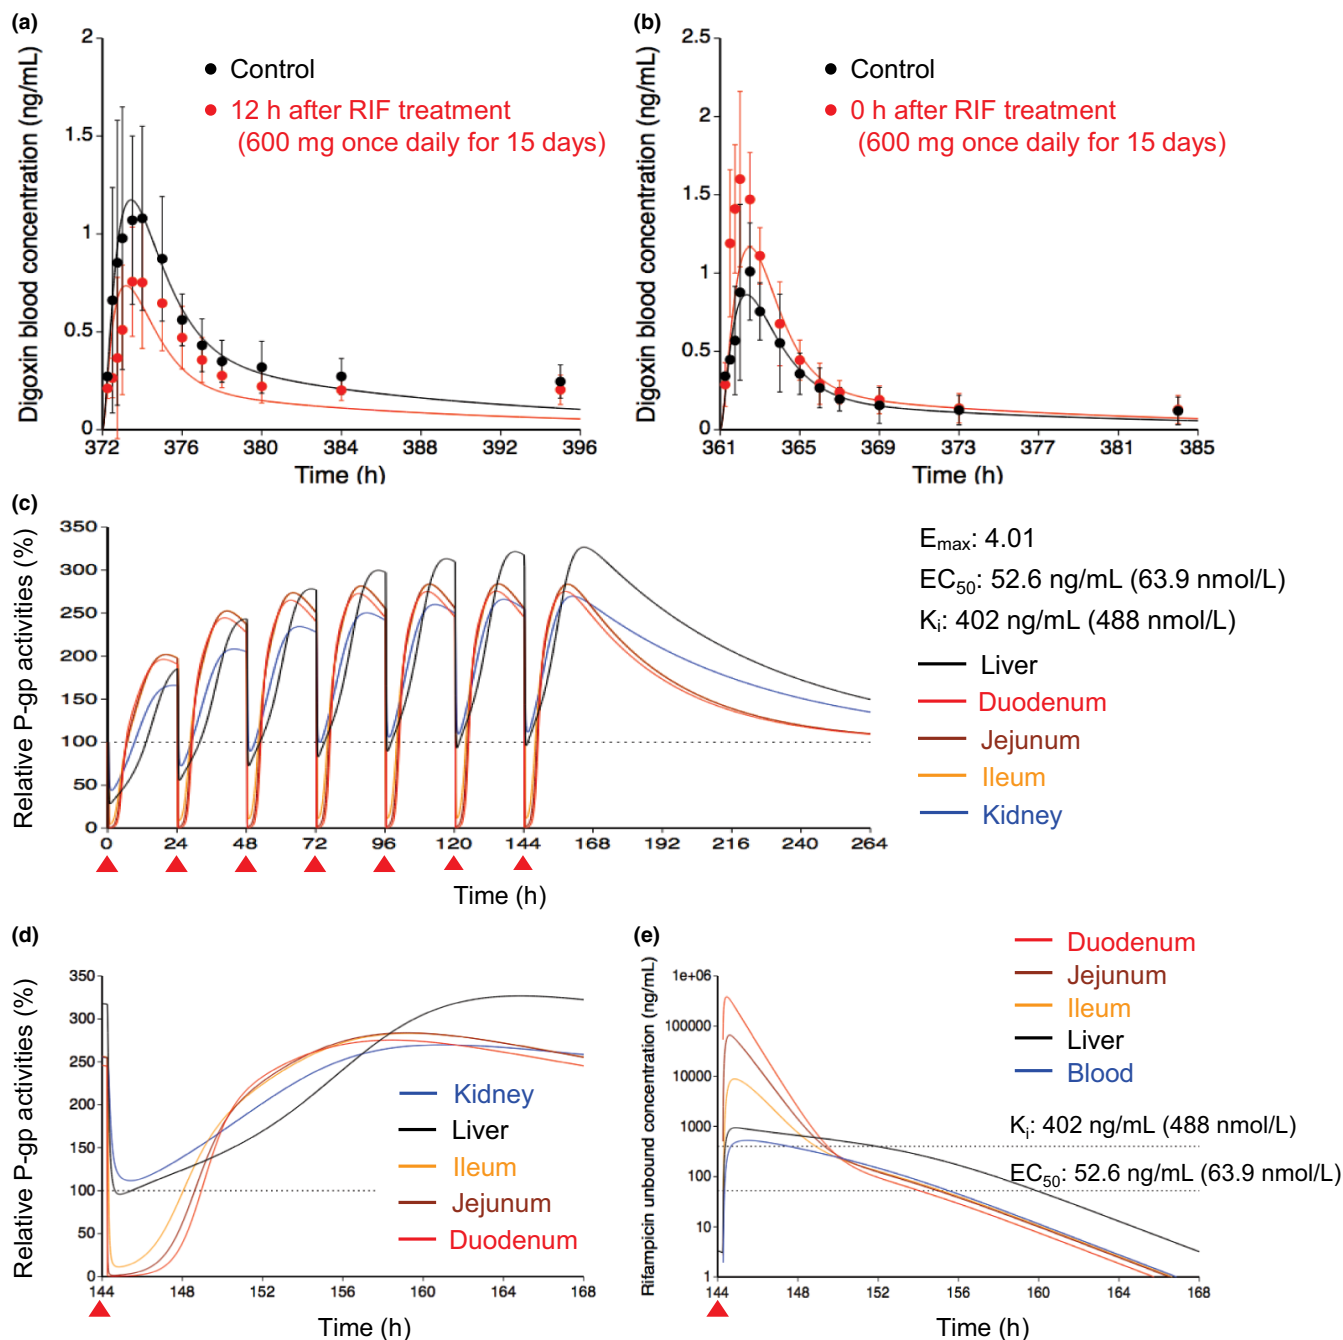 (a)
Digoxin blood concentration (ng/mL)
2
1.5
1
0.5
0
Control
12 h after RIF treatment
(600 mg once daily for 15 days)
372 376 380 384 388 392 396
Time (h)
(b)
Digoxin blood concentration (ng/mL)
2.5
2
1.5
1
0.5
0
Control
0 h after RIF treatment
(600 mg once daily for 15 days)
361 365 369 373 377 381 385
Time (h)
(c)
Relative P-gp activities (%)
350
300
250
200
150
100
50
0
0 24 48 72 96 120 144 168 192 216 240 264
Time (h)
Emax: 4.01
EC50: 52.6 ng/mL (63.9 nmol/L)
Ki: 402 ng/mL (488 nmol/L)
Liver
Duodenum
Jejunum
Ileum
Kidney
(d)
Relative P-gp activities (%)
350
300
250
200
150
100
50
0
Kidney
Liver
Ileum
Jejunum
Duodenum
144 148 152 156 160 164 168
Time (h)
(e)
Rifampicin unbound concentration (ng/mL)
1e+06
100000
10000
1000
100
10
1
Duodenum
Jejunum
Ileum
Liver
Blood
Ki: 402 ng/mL (488 nmol/L)
EC50: 52.6 ng/mL (63.9 nmol/L)
144 148 152 156 160 164 168
Time (h)